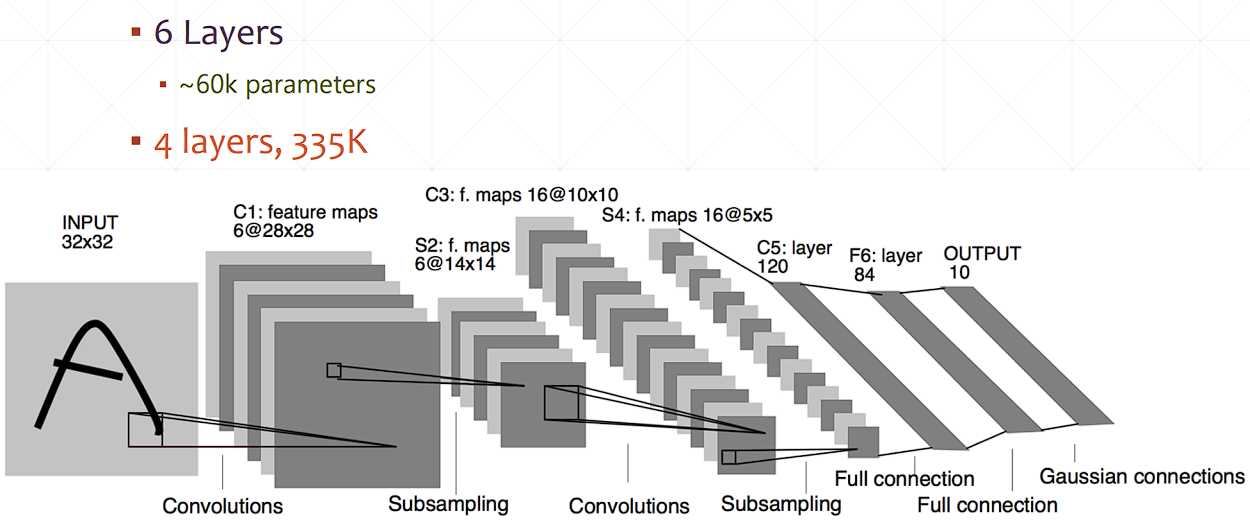 6 Layers
~60k parameters
4 layers, 335K
INPUT
32x32
C1: feature maps
6@28x28
S2: f. maps
6@14x14
C3: f. maps 16@10x10
S4: f. maps 16@5x5
C5: layer
120
F6: layer
84
OUTPUT
10
Convolutions
Subsampling
Convolutions
Subsampling
Full connection
Full connection
Gaussian connections